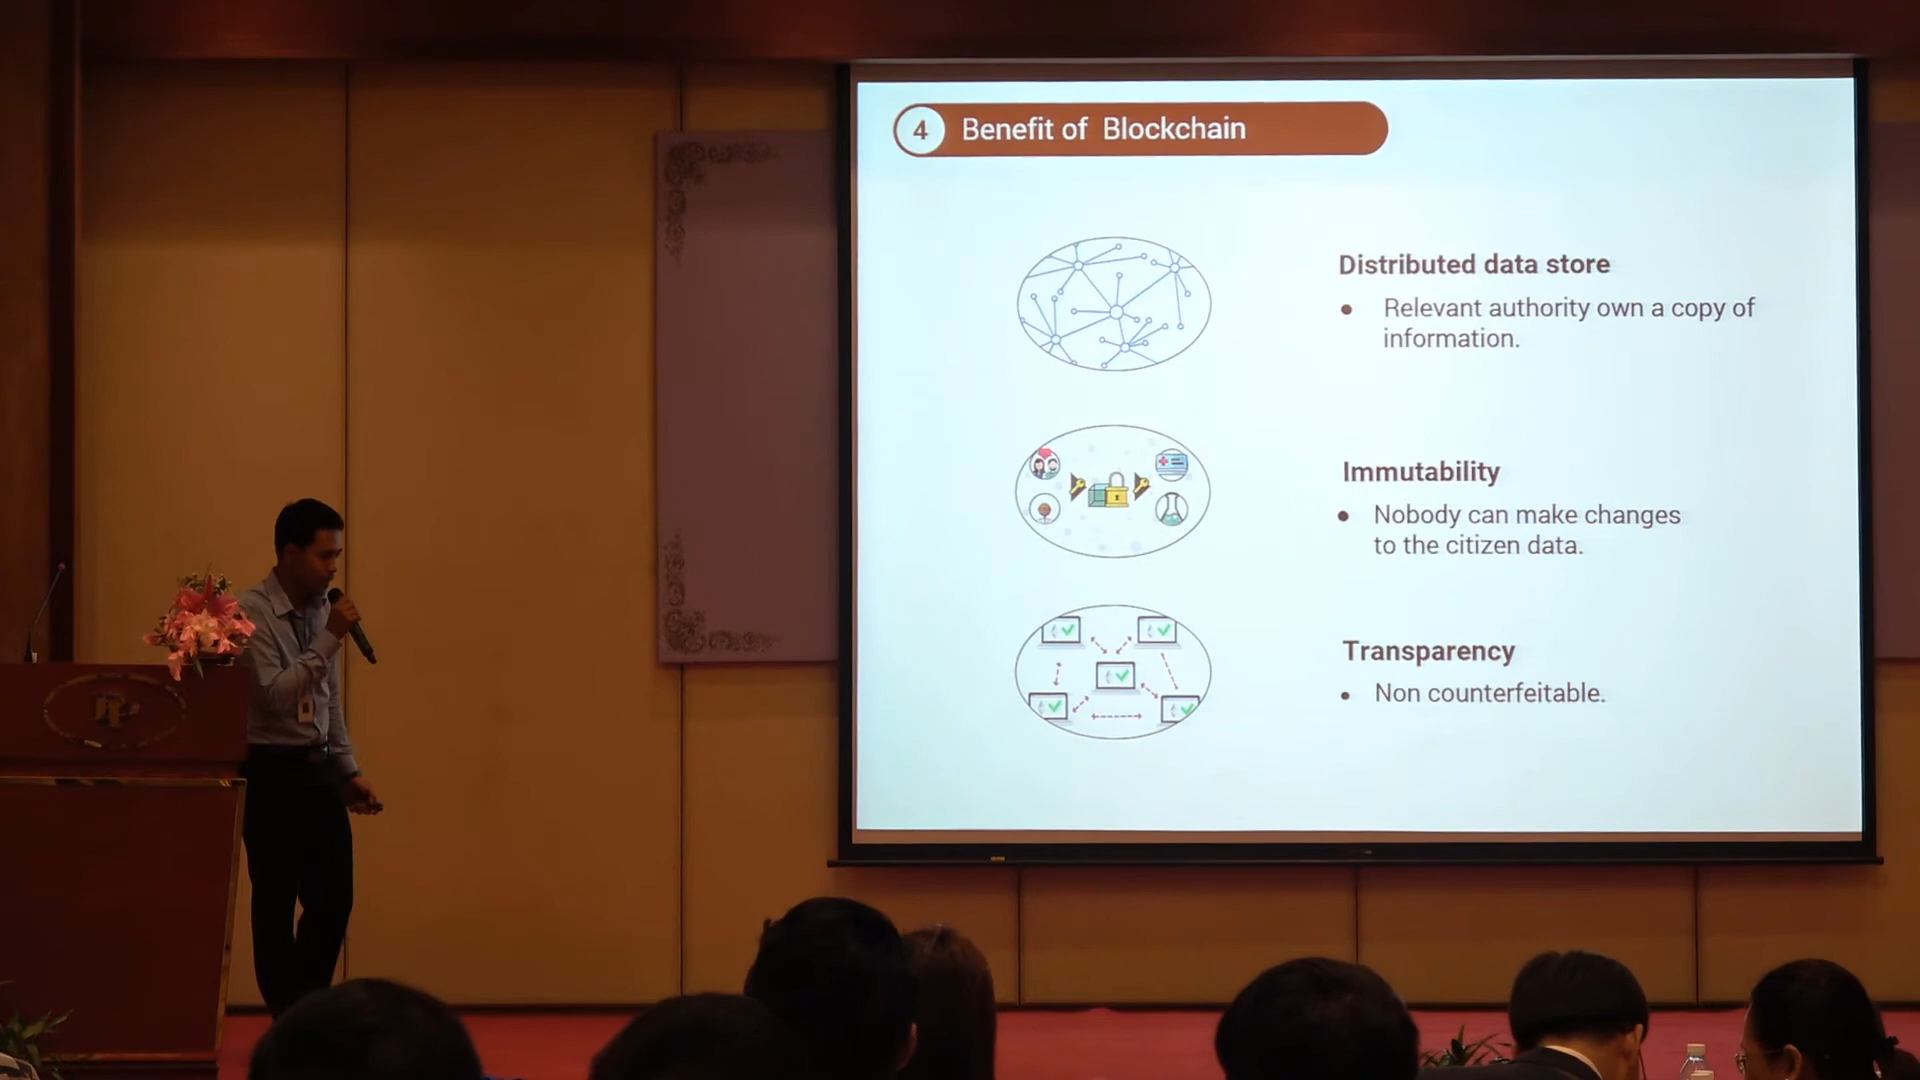 4 Benefit of Blockchain
Distributed data store
• Relevant authority own a copy of
information.
Immutability
• Nobody can make changes
to the citizen data.
Transparency
• Non counterfeitable.